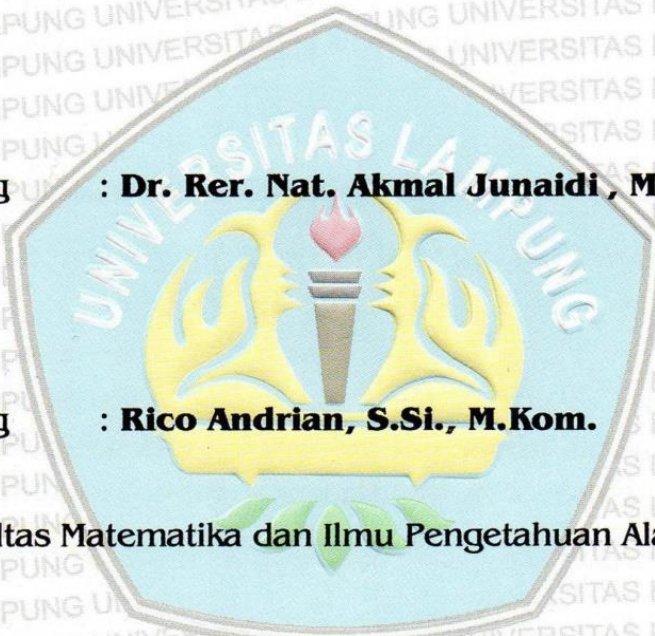 UNIVERSITAS LAMPUNG
g : Dr. Rer. Nat. Akmal Junaidi , M
g : Rico Andrian, S.Si., M.Kom.
ltas Matematika dan Ilmu Pengetahuan Ala